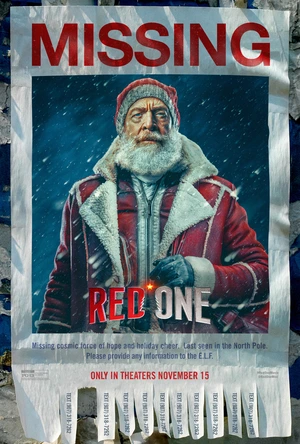 MISSING
RED ONE
Missing cosmic force of hope and holiday cheer. Last seen in the North Pole.
Please provide any information to the E.L.F.
ONLY IN THEATERS NOVEMBER 15